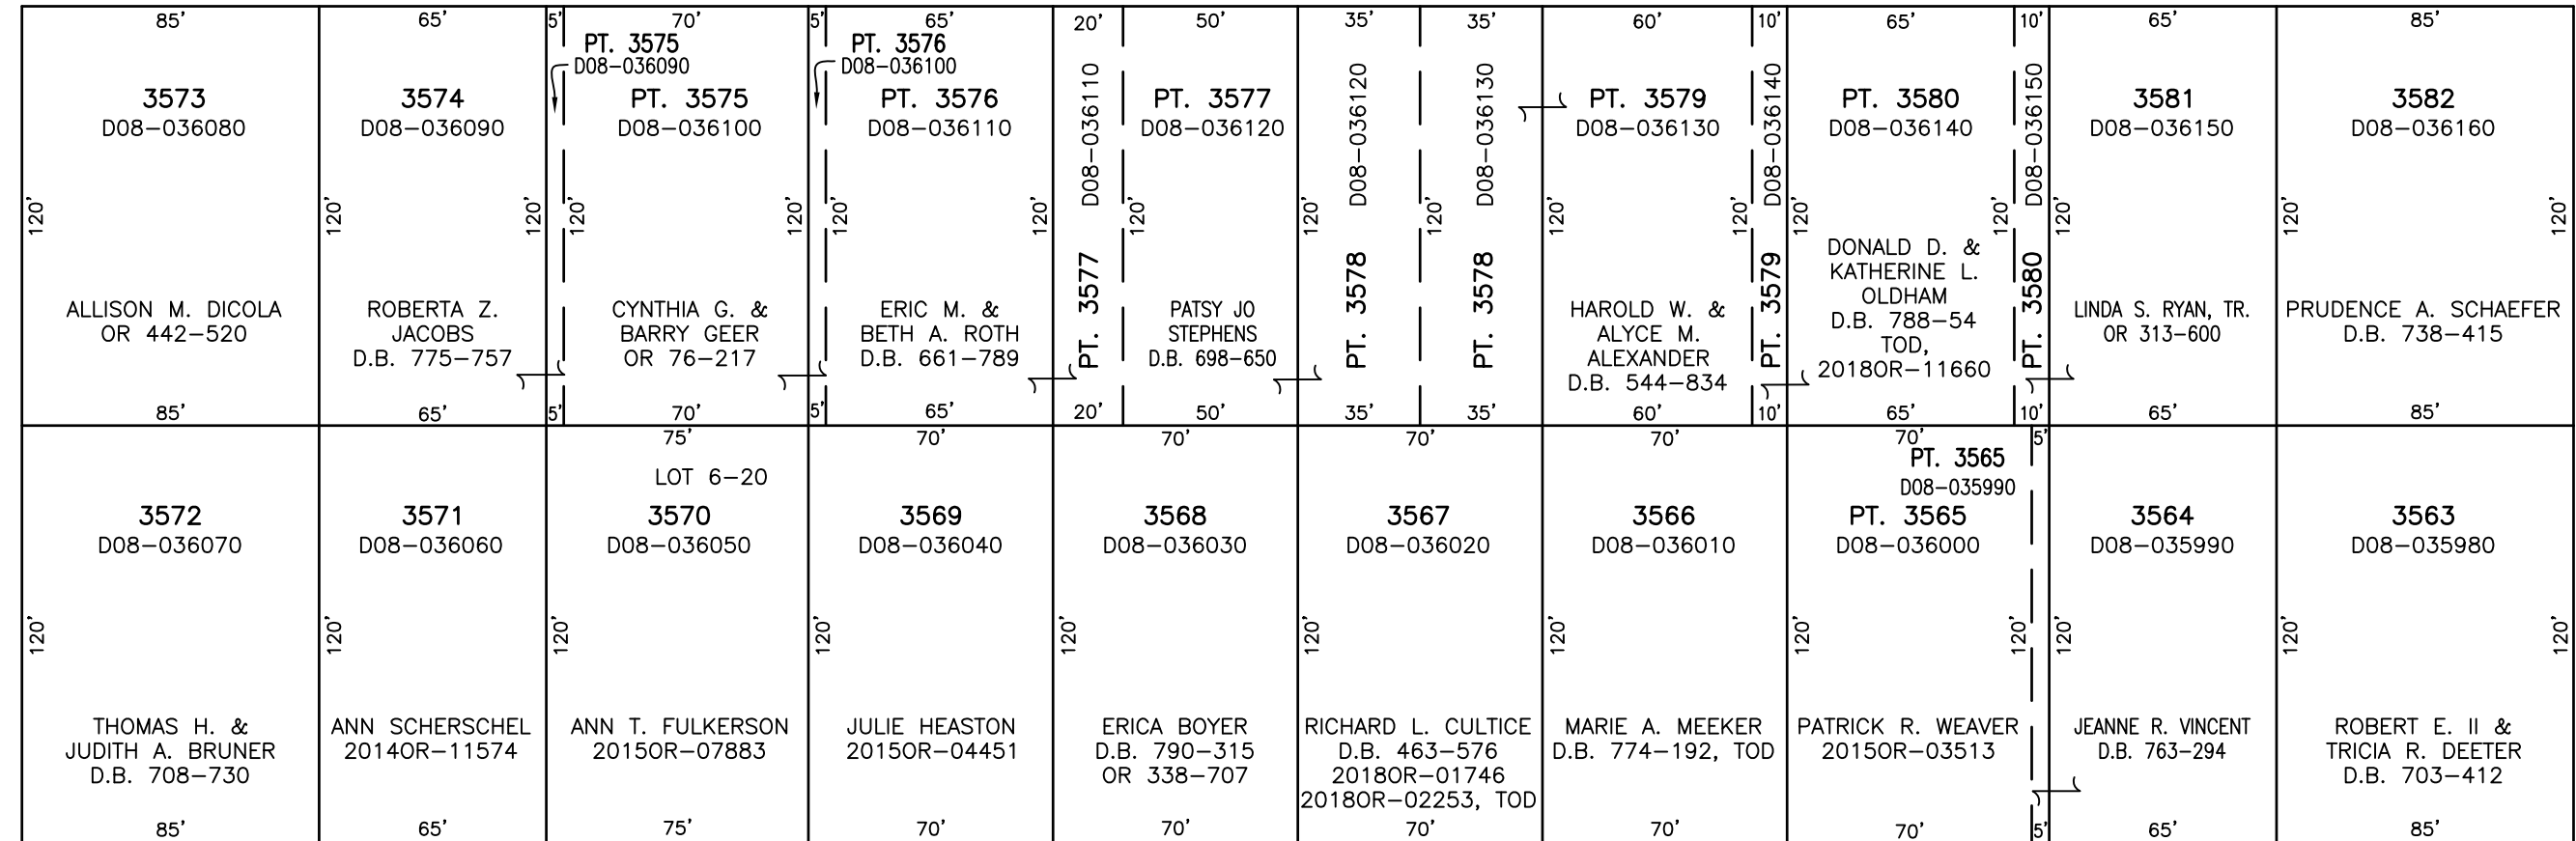 85' 65' 5' 70' 5' 65' 20' 50' 35' 35' 60' 10' 65' 10' 65' 85'
PT. 3575
D08-036090
PT. 3576
D08-036100
3573
D08-036080
3574
D08-036090
PT. 3575
D08-036100
PT. 3576
D08-036110
PT. 3577 D08-036110
PT. 3577
D08-036120
PT. 3578 D08-036120
PT. 3578 D08-036130
PT. 3579
D08-036130
PT. 3579 D08-036140
PT. 3580
D08-036140
PT. 3580 D08-036150
3581
D08-036150
3582
D08-036160
120' 120' 120' 120' 120' 120' 120' 120' 120' 120' 120' 120' 120' 120' 120' 120' 120'
ALLISON M. DICOLA
OR 442-520
ROBERTA Z.
JACOBS
D.B. 775-757
CYNTHIA G. &
BARRY GEER
OR 76-217
ERIC M. &
BETH A. ROTH
D.B. 661-789
PATSY JO
STEPHENS
D.B. 698-650
HAROLD W. &
ALYCE M.
ALEXANDER
D.B. 544-834
DONALD D. &
KATHERINE L.
OLDHAM
D.B. 788-54
TOD,
2018OR-11660
LINDA S. RYAN, TR.
OR 313-600
PRUDENCE A. SCHAEFER
D.B. 738-415
85' 65' 5' 70' 5' 65' 20' 50' 35' 35' 60' 10' 65' 10' 65' 85'
75' 70' 70' 70' 70' 70' 5'
LOT 6-20
PT. 3565
D08-035990
3572
D08-036070
3571
D08-036060
3570
D08-036050
3569
D08-036040
3568
D08-036030
3567
D08-036020
3566
D08-036010
PT. 3565
D08-036000
3564
D08-035990
3563
D08-035980
120' 120' 120' 120' 120' 120' 120' 120' 120' 120' 120' 120'
THOMAS H. &
JUDITH A. BRUNER
D.B. 708-730
ANN SCHERSCHEL
2014OR-11574
ANN T. FULKERSON
2015OR-07883
JULIE HEASTON
2015OR-04451
ERICA BOYER
D.B. 790-315
OR 338-707
RICHARD L. CULTICE
D.B. 463-576
2018OR-01746
2018OR-02253, TOD
MARIE A. MEEKER
D.B. 774-192, TOD
PATRICK R. WEAVER
2015OR-03513
JEANNE R. VINCENT
D.B. 763-294
ROBERT E. II &
TRICIA R. DEETER
D.B. 703-412
85' 65' 75' 70' 70' 70' 70' 70' 5' 65' 85'